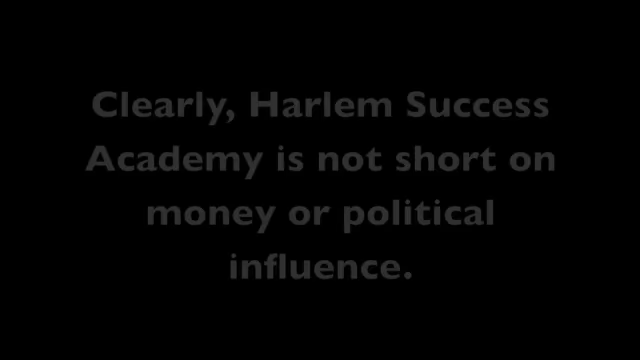 Clearly, Harlem Success
Academy is not short on
money or political
influence.